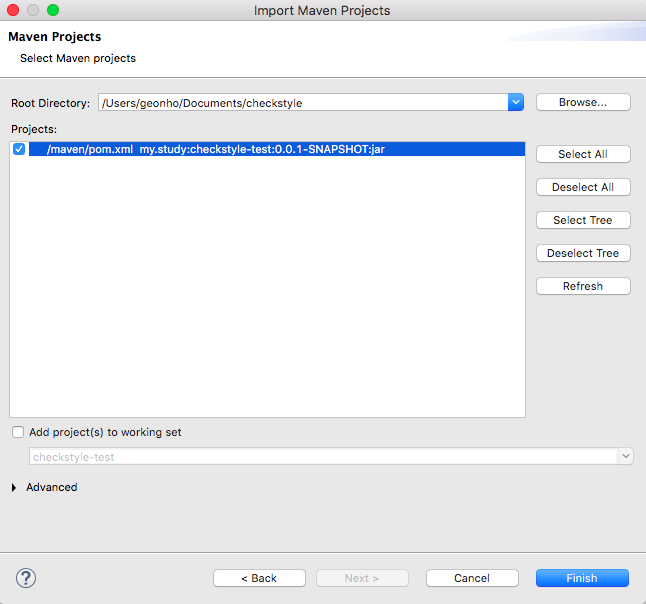 Import Maven Projects
Maven Projects
Select Maven projects
Root Directory: /Users/geonho/Documents/checkstyle Browse...
Projects:
/maven/pom.xml my.study:checkstyle-test:0.0.1-SNAPSHOT:jar
Select All
Deselect All
Select Tree
Deselect Tree
Refresh
Add project(s) to working set
checkstyle-test
Advanced
? < Back Next > Cancel Finish